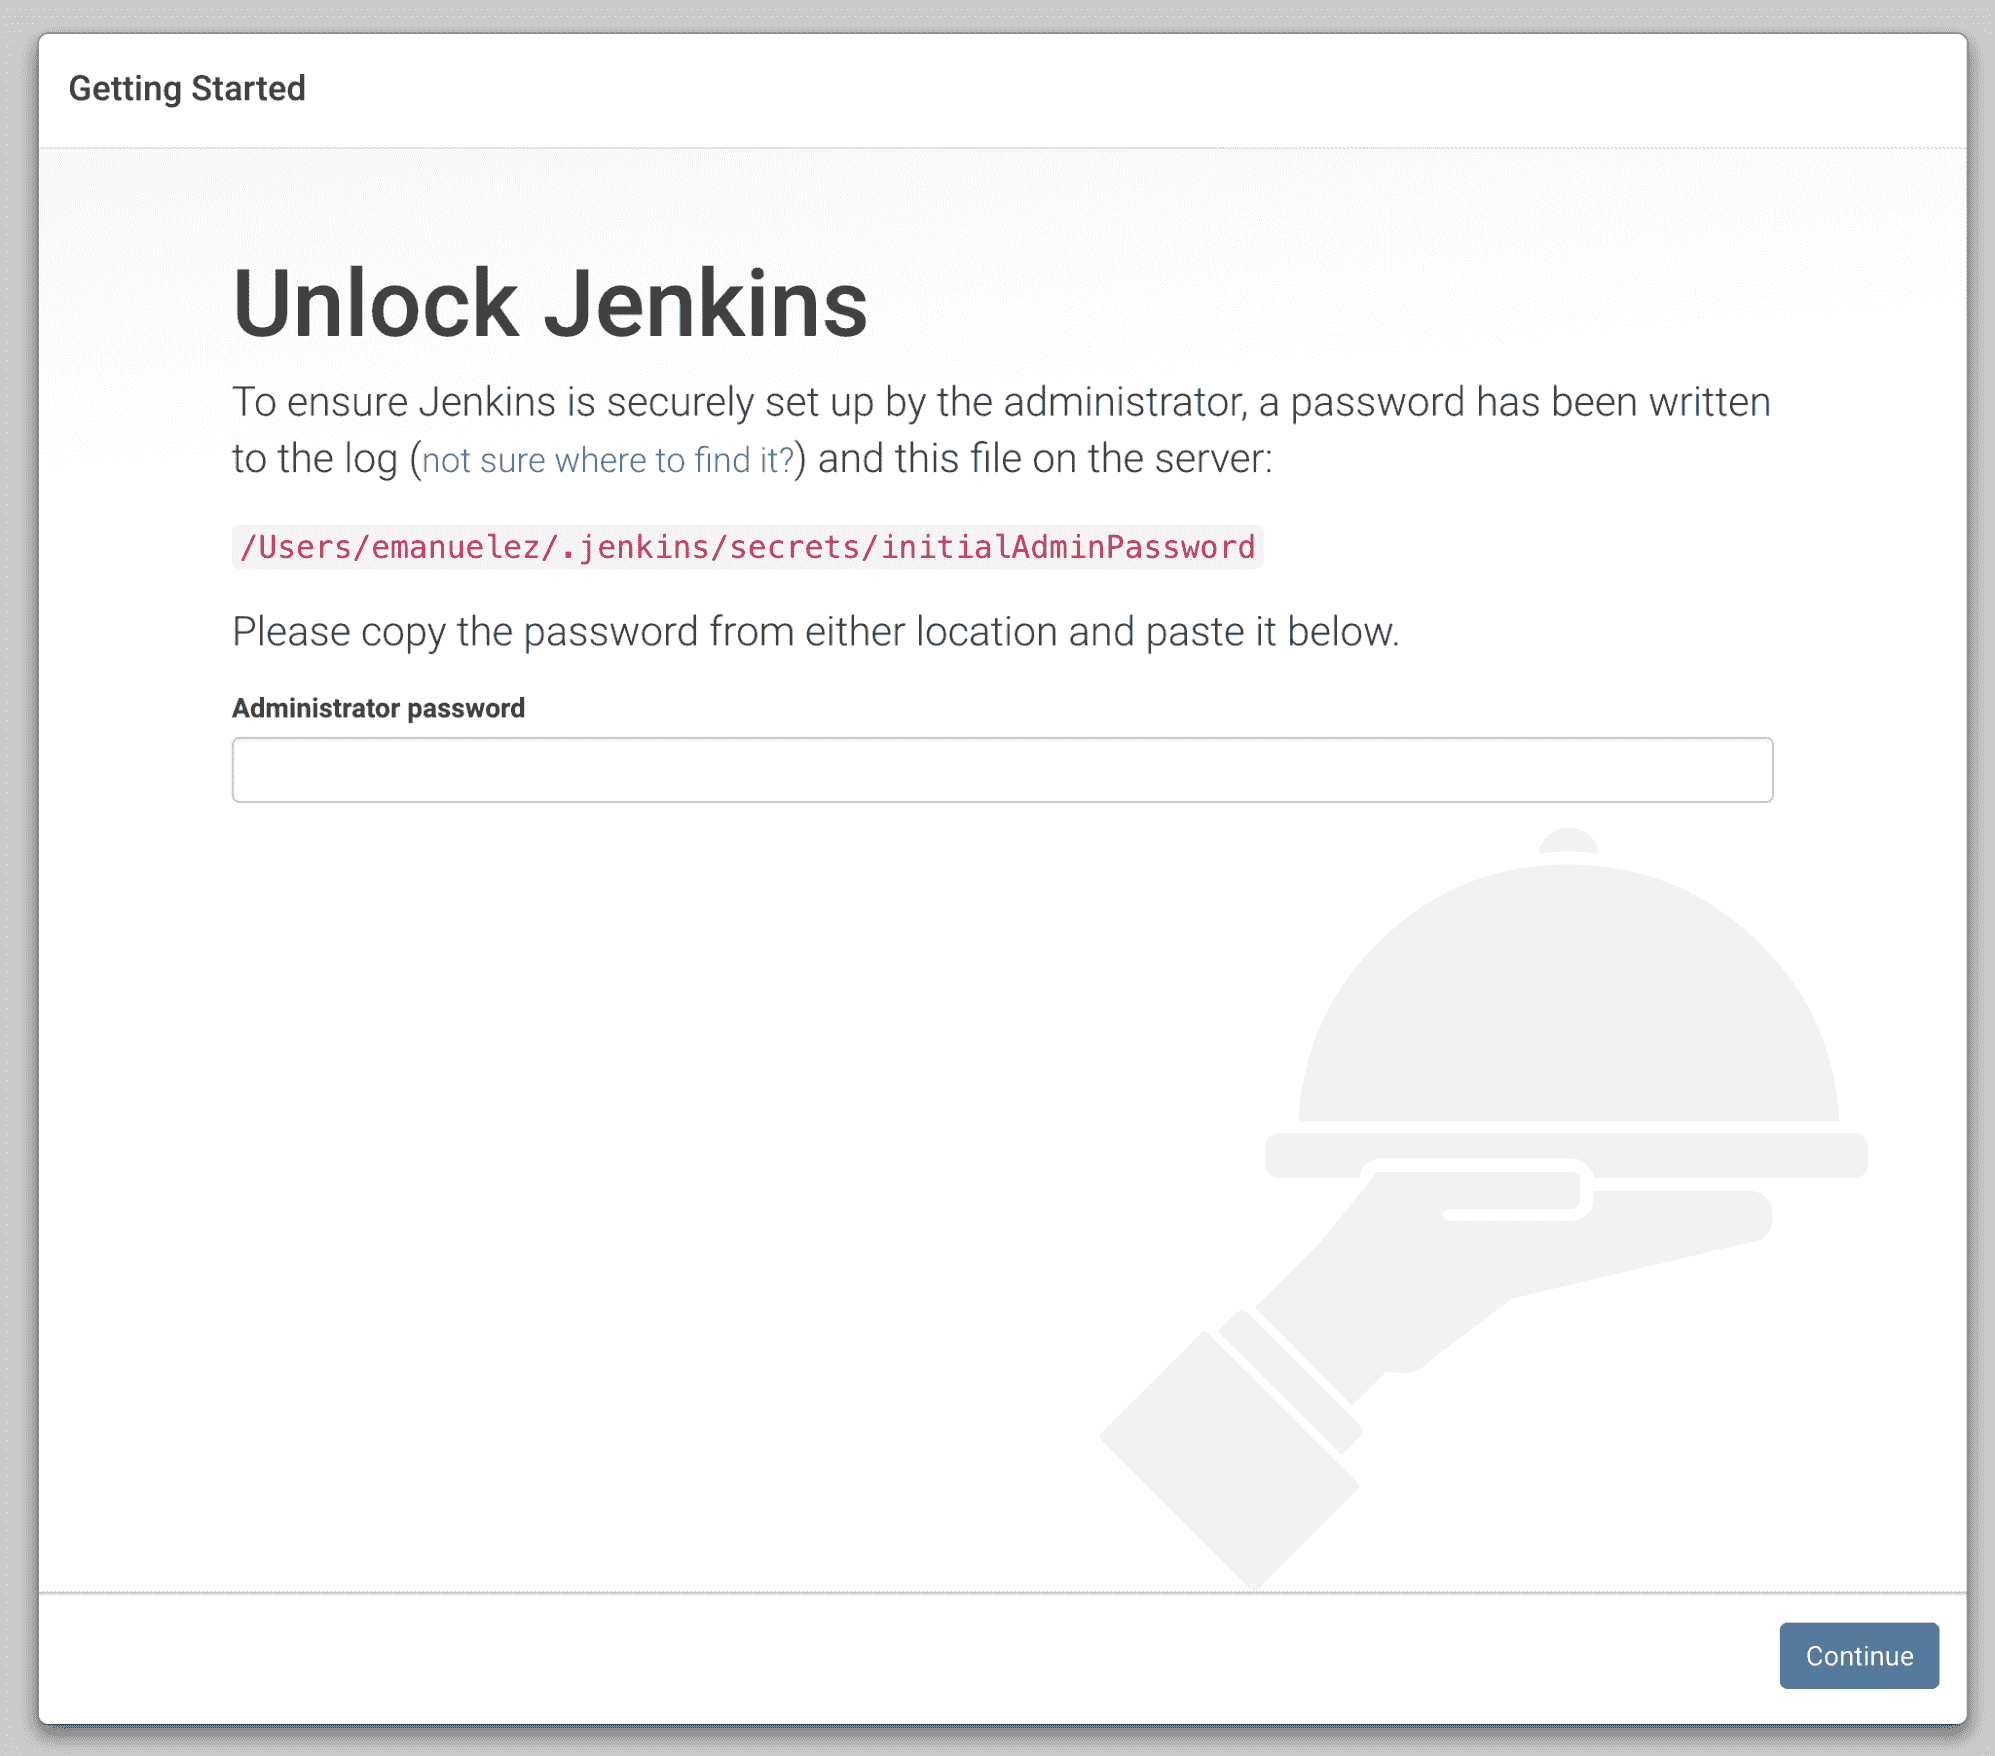 Getting Started
Unlock Jenkins
To ensure Jenkins is securely set up by the administrator, a password has been written
to the log (not sure where to find it?) and this file on the server:
/Users/emanuelez/.jenkins/secrets/initialAdminPassword
Please copy the password from either location and paste it below.
Administrator password
Continue